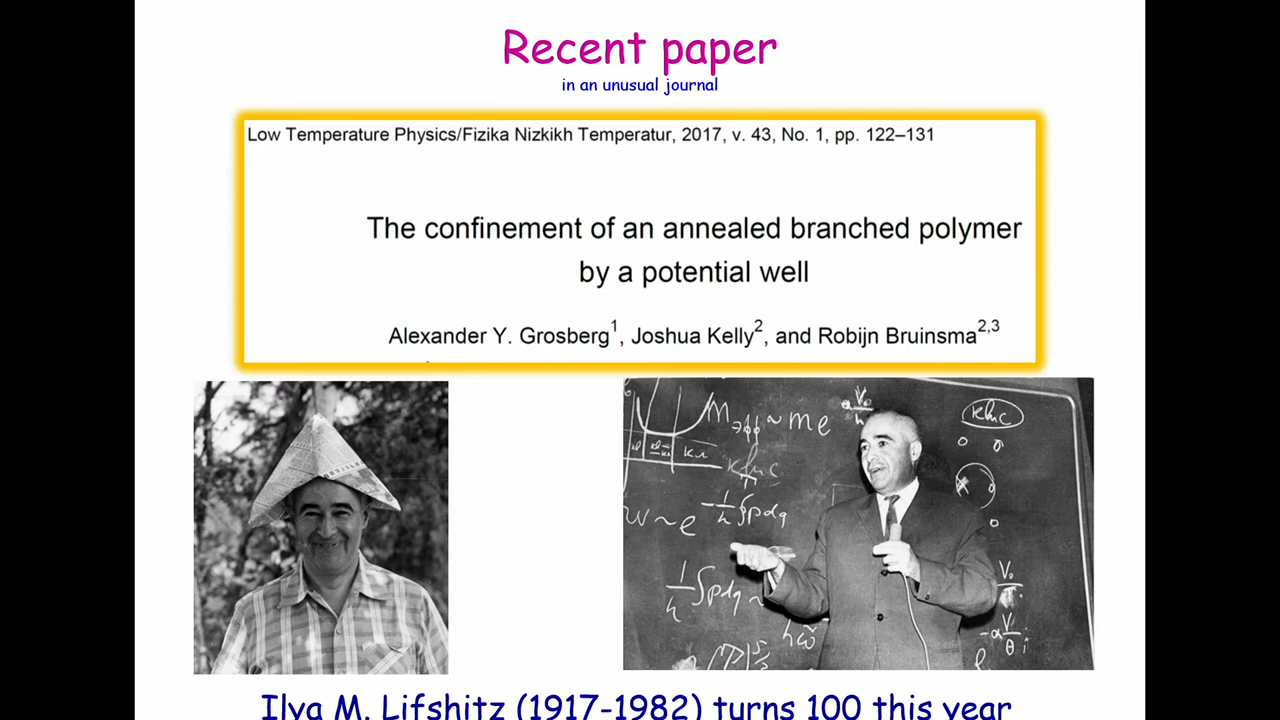 Recent paper
in an unusual journal
Low Temperature Physics/Fizika Nizkikh Temperatur, 2017, v. 43, No. 1, pp. 122–131
The confinement of an annealed branched polymer
by a potential well
Alexander Y. Grosberg¹, Joshua Kelly², and Robijn Bruinsma²,³
Ilya M. Lifshitz (1917-1982) turns 100 this year